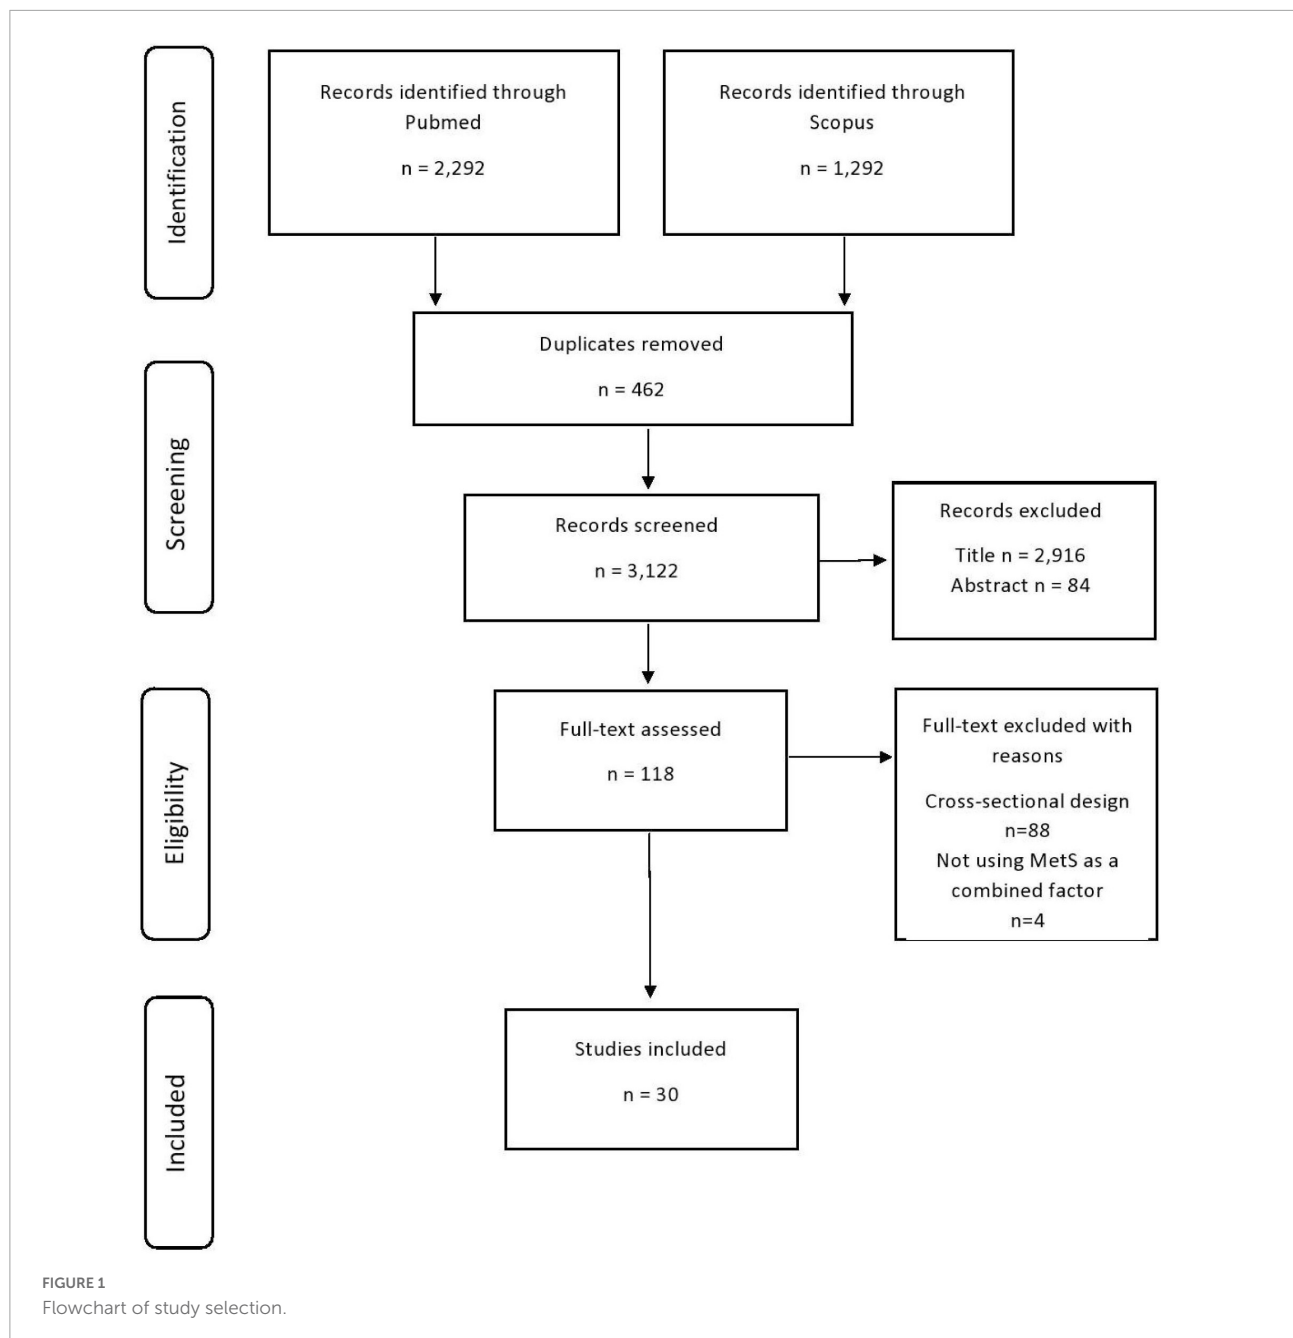 Identification
Records identified through
Pubmed
n = 2,292
Records identified through
Scopus
n = 1,292
Screening
Duplicates removed
n = 462
Records screened
n = 3,122
Records excluded
Title n = 2,916
Abstract n = 84
Eligibility
Full-text assessed
n = 118
Full-text excluded with
reasons
Cross-sectional design
n=88
Not using MetS as a
combined factor
n=4
Included
Studies included
n = 30
FIGURE 1
Flowchart of study selection.